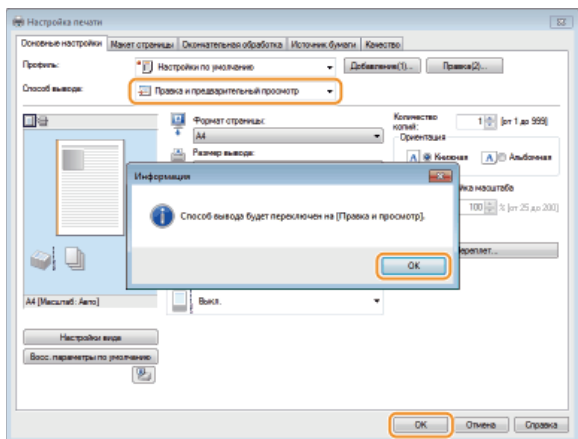 Настройка печати
Основные настройки Макет страницы Окончательная обработка Источник бумаги Качество
Профиль: Настройки по умолчанию Добавление(1)... Правка(2)...
Способ вывода: Правка и предварительный просмотр
Формат страницы: Количество копий: 1 [от 1 до 999]
A4 Ориентация
Размер вывода: A Книжная A Альбомная
Информация
100 % [от 25 до 200]
Способ вывода будет переключен на [Правка и просмотр].
OK
A4 [Масштаб: Авто] Выкл.
Настройки вида
Восс. параметры по умолчанию
OK Отмена Справка